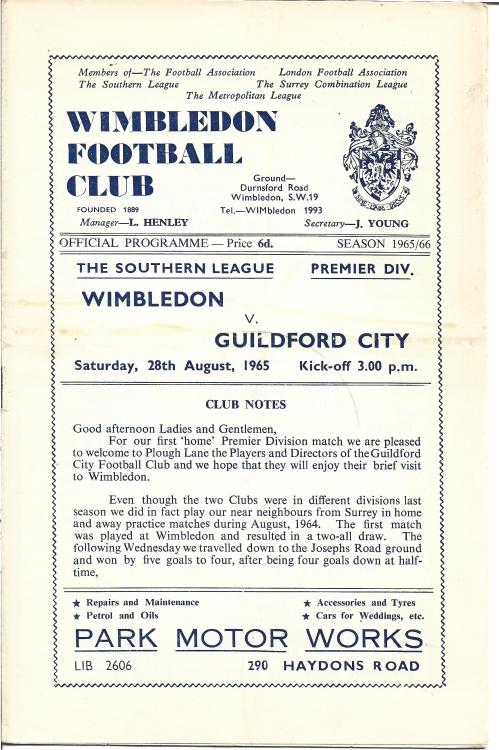 Members of—The Football Association London Football Association
The Southern League The Surrey Combination League
The Metropolitan League
WIMBLEDON
FOOTBALL
CLUB
Ground—
Durnsford Road
Wimbledon, S.W.19
FOUNDED 1889
Tel.—WIMbledon 1993
Manager—L. HENLEY Secretary—J. YOUNG
OFFICIAL PROGRAMME — Price 6d. SEASON 1965/66
THE SOUTHERN LEAGUE PREMIER DIV.
WIMBLEDON
V.
GUILDFORD CITY
Saturday, 28th August, 1965 Kick-off 3.00 p.m.
CLUB NOTES
Good afternoon Ladies and Gentlemen,
For our first 'home' Premier Division match we are pleased
to welcome to Plough Lane the Players and Directors of the Guildford
City Football Club and we hope that they will enjoy their brief visit
to Wimbledon.
Even though the two Clubs were in different divisions last
season we did in fact play our near neighbours from Surrey in home
and away practice matches during August, 1964. The first match
was played at Wimbledon and resulted in a two-all draw. The
following Wednesday we travelled down to the Josephs Road ground
and won by five goals to four, after being four goals down at half-
time,
★ Repairs and Maintenance ★ Accessories and Tyres
★ Petrol and Oils ★ Cars for Weddings, etc.
PARK MOTOR WORKS
LIB 2606 290 HAYDONS ROAD